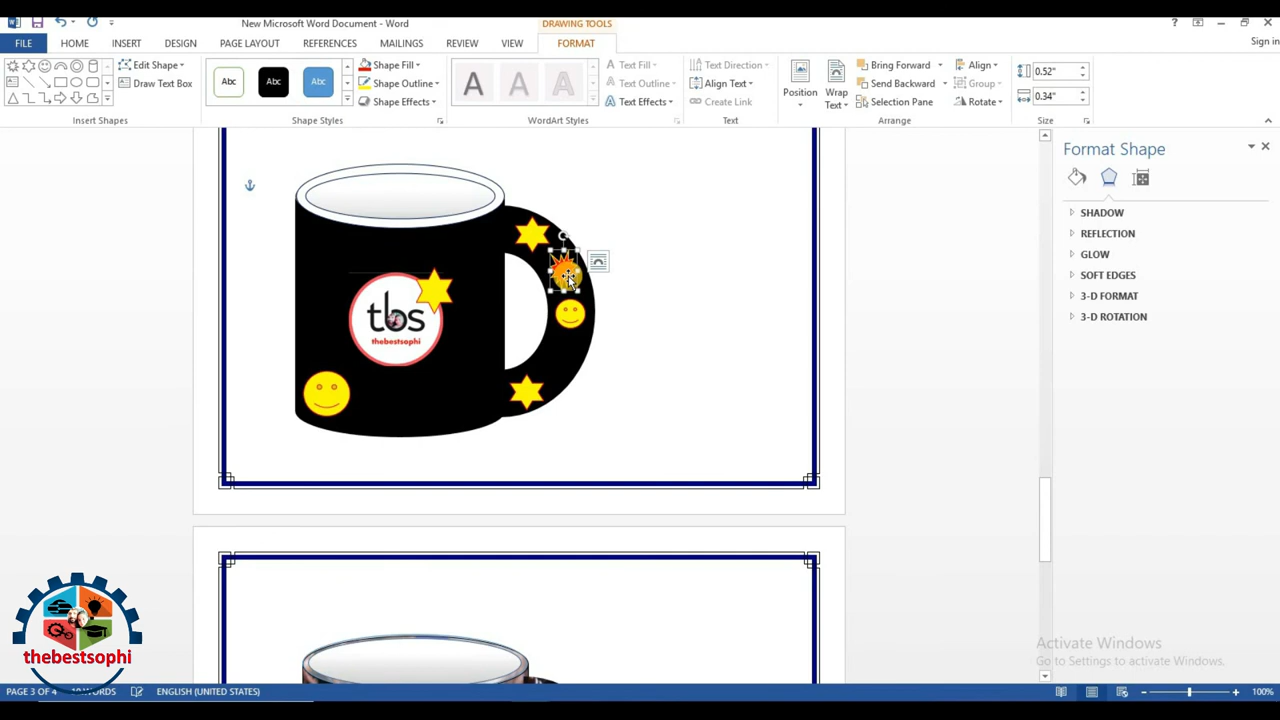 New Microsoft Word Document - Word
DRAWING TOOLS
FILE HOME INSERT DESIGN PAGE LAYOUT REFERENCES MAILINGS REVIEW VIEW FORMAT Sign in
Edit Shape
Draw Text Box
Insert Shapes
Abc Abc Abc
Shape Fill
Shape Outline
Shape Effects
Shape Styles
A A A
Text Fill
Text Outline
Text Effects
WordArt Styles
Text Direction
Align Text
Create Link
Text
Position
Wrap Text
Bring Forward
Send Backward
Selection Pane
Align
Group
Rotate
Arrange
0.52"
0.34"
Size
Format Shape
SHADOW
REFLECTION
GLOW
SOFT EDGES
3-D FORMAT
3-D ROTATION
tbs
thebestsophi
thebestsophi
Activate Windows
Go to Settings to activate Windows.
PAGE 3 OF 4 WORDS ENGLISH (UNITED STATES) 100%